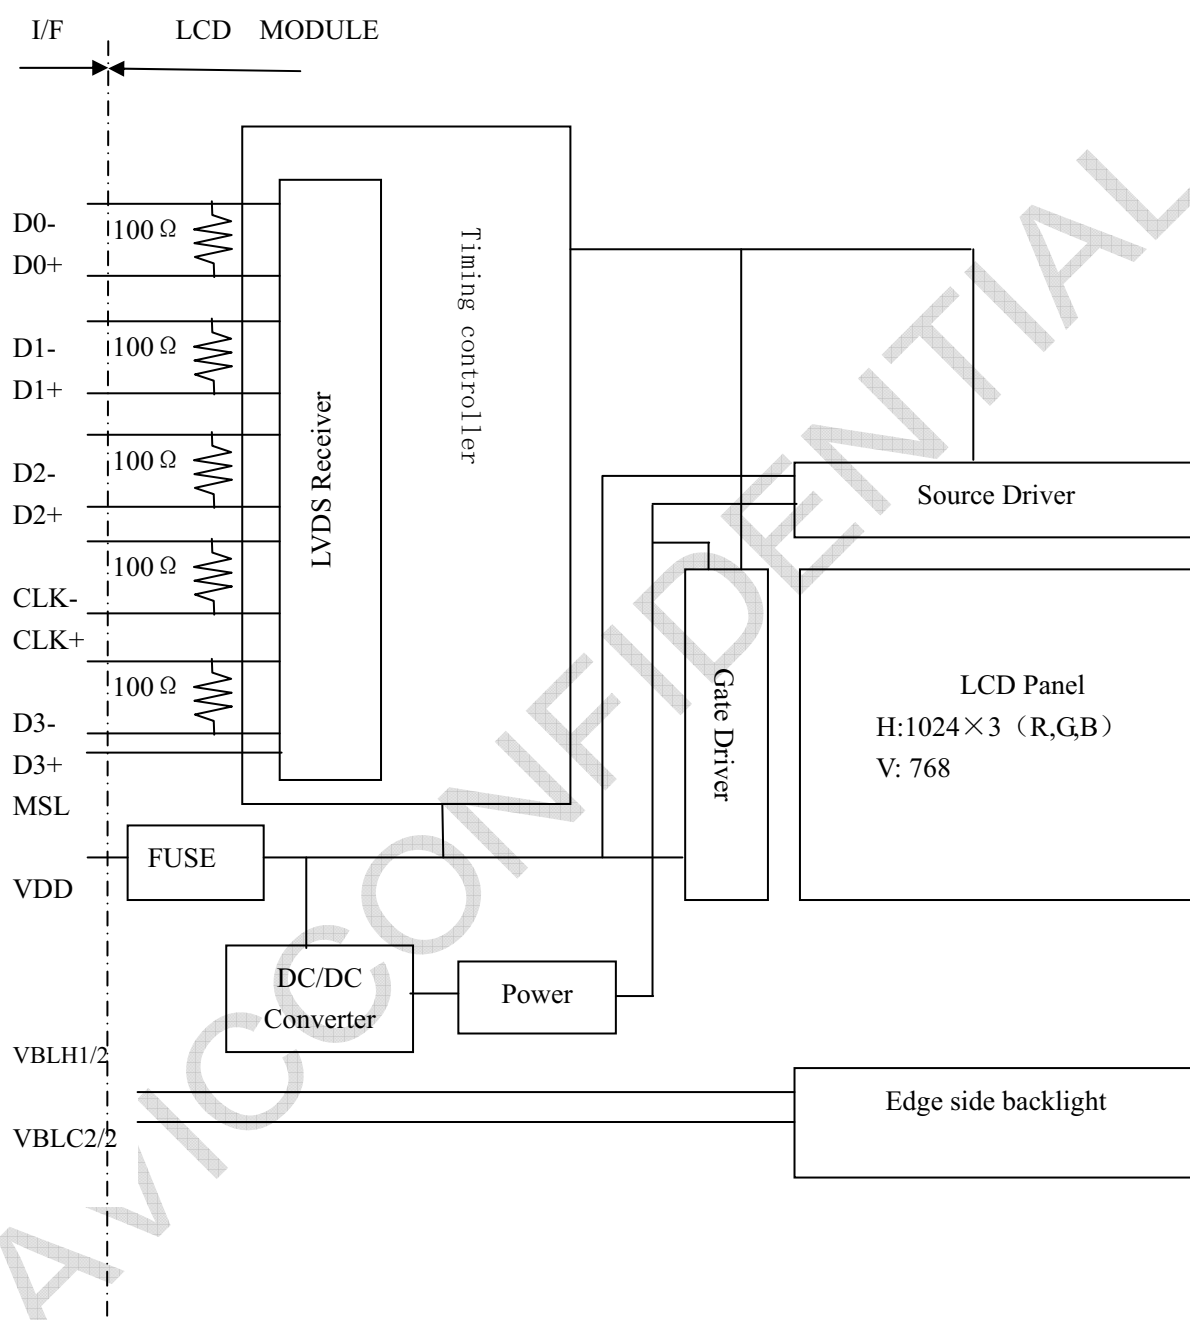 I/F LCD MODULE
D0-
100Ω
D0+
D1-
100Ω
D1+
D2-
100Ω
D2+
100Ω
CLK-
CLK+
100Ω
D3-
D3+
MSL
VDD
LVDS Receiver
Timing controller
Source Driver
Gate Driver
LCD Panel
H:1024×3（R,G,B）
V: 768
FUSE
DC/DC
Converter
Power
VBLH1/2
VBLC2/2
Edge side backlight
AVICCONFIDENTIAL